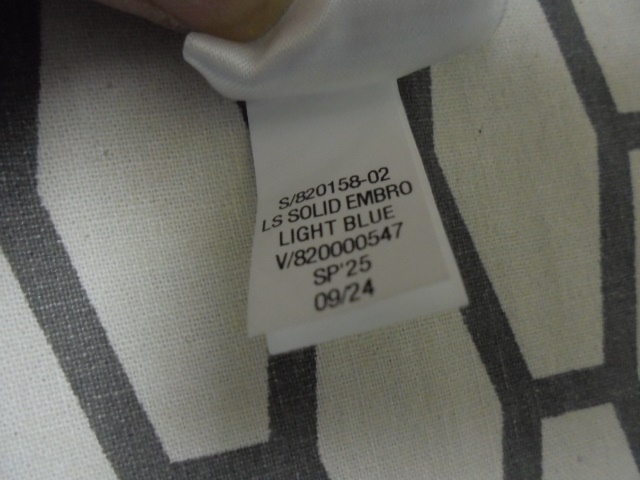 S/820158-02
LS SOLID EMBRO
LIGHT BLUE
V/820000547
SP'25
09/24